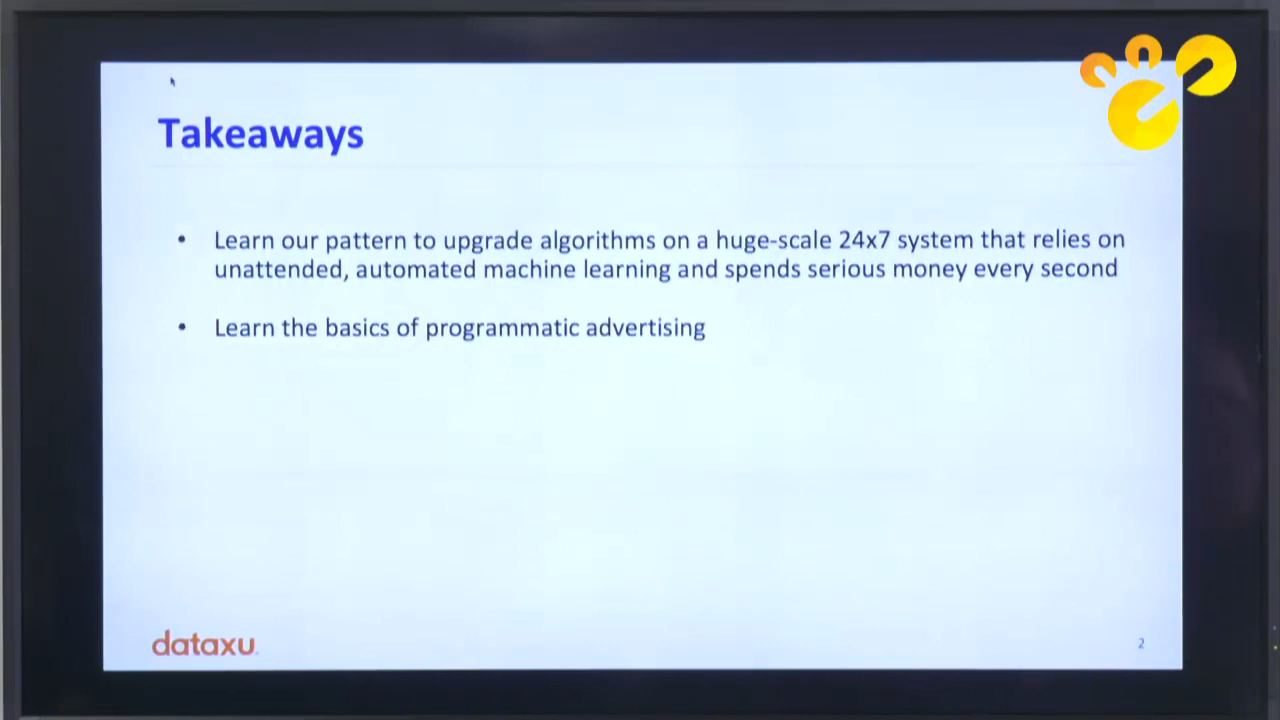 Takeaways
• Learn our pattern to upgrade algorithms on a huge-scale 24x7 system that relies on
unattended, automated machine learning and spends serious money every second
• Learn the basics of programmatic advertising
dataxu.
2